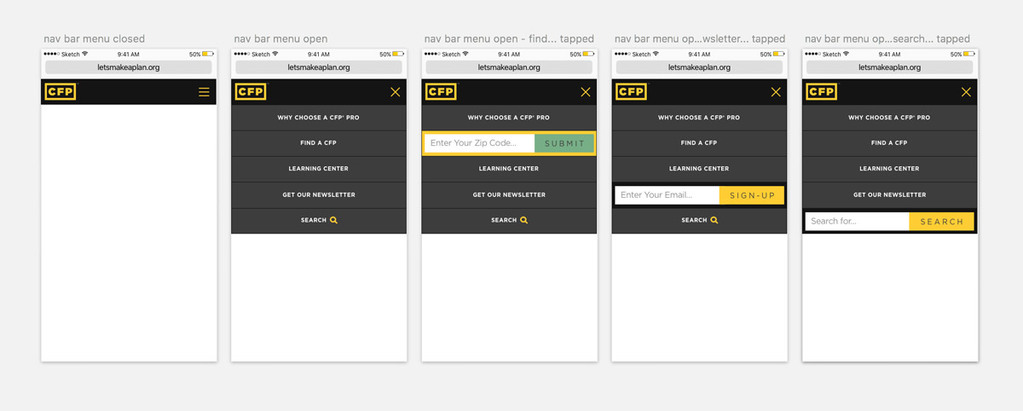 nav bar menu closed
●●●●○ Sketch 9:41 AM 50%
letsmakeaplan.org
CFP
nav bar menu open
●●●●○ Sketch 9:41 AM 50%
letsmakeaplan.org
CFP
WHY CHOOSE A CFP® PRO
FIND A CFP
LEARNING CENTER
GET OUR NEWSLETTER
SEARCH
nav bar menu open - find... tapped
●●●●○ Sketch 9:41 AM 50%
letsmakeaplan.org
CFP
WHY CHOOSE A CFP® PRO
Enter Your Zip Code... SUBMIT
LEARNING CENTER
GET OUR NEWSLETTER
SEARCH
nav bar menu op...wsletter... tapped
●●●●○ Sketch 9:41 AM 50%
letsmakeaplan.org
CFP
WHY CHOOSE A CFP® PRO
FIND A CFP
LEARNING CENTER
Enter Your Email... SIGN-UP
SEARCH
nav bar menu op...search... tapped
●●●●○ Sketch 9:41 AM 50%
letsmakeaplan.org
CFP
WHY CHOOSE A CFP® PRO
FIND A CFP
LEARNING CENTER
GET OUR NEWSLETTER
Search for... SEARCH